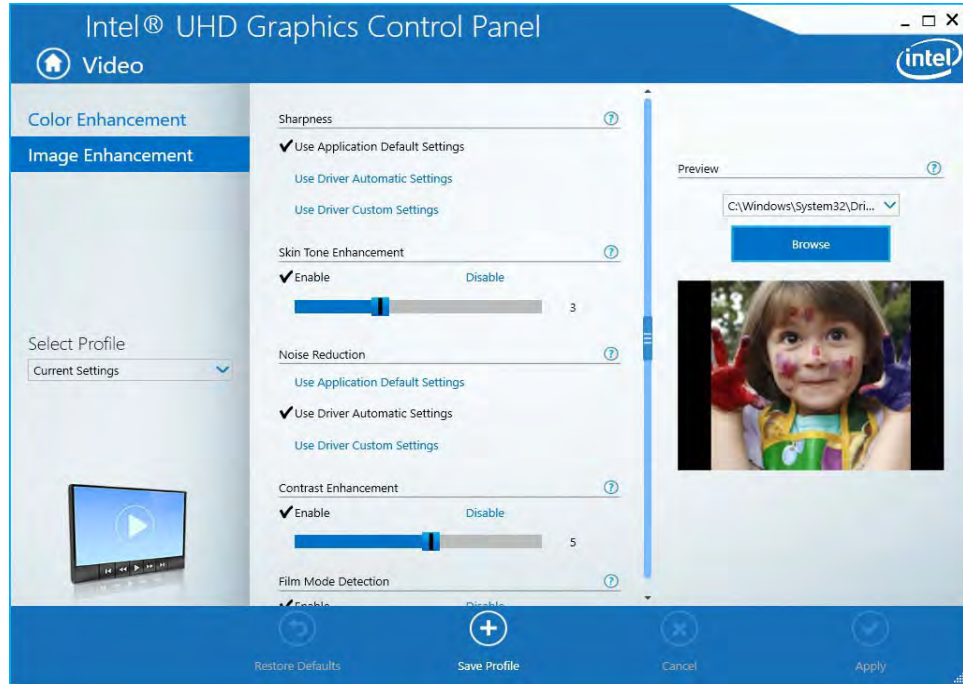 Intel® UHD Graphics Control Panel
Video
intel
Color Enhancement
Image Enhancement
Select Profile
Current Settings
Sharpness
Use Application Default Settings
Use Driver Automatic Settings
Use Driver Custom Settings
Skin Tone Enhancement
Enable Disable
3
Noise Reduction
Use Application Default Settings
Use Driver Automatic Settings
Use Driver Custom Settings
Contrast Enhancement
Enable Disable
5
Film Mode Detection
Enable Disable
Preview
C:\Windows\System32\Dri...
Browse
Restore Defaults
Save Profile
Cancel
Apply